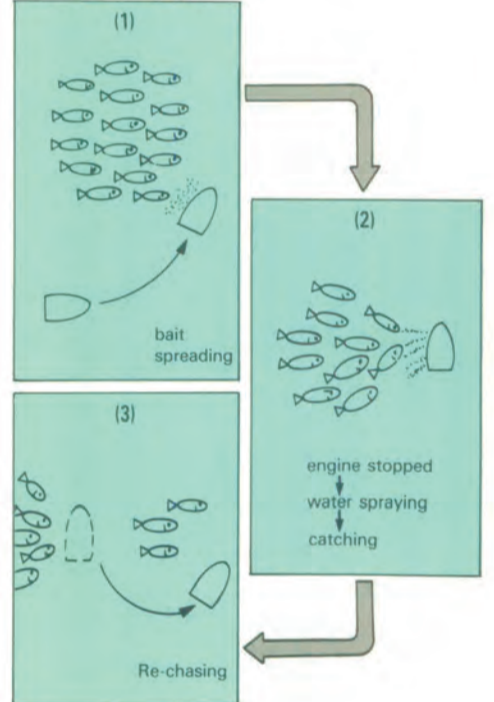 (1)
bait
spreading
(2)
engine stopped
water spraying
catching
(3)
Re-chasing